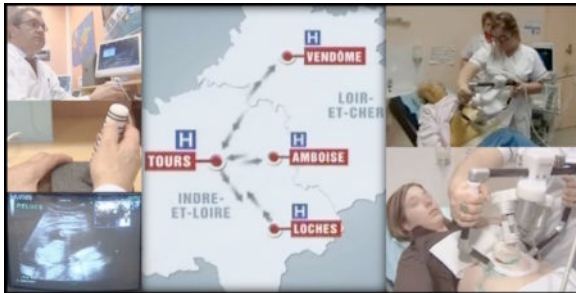 H
VENDÔME
LOIR-
ET-CHER
H
TOURS
H
AMBOISE
INDRE-
ET-LOIRE
H
LOCHES